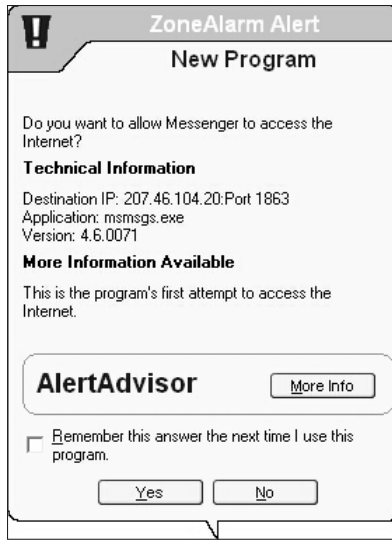 ZoneAlarm Alert
New Program
Do you want to allow Messenger to access the
Internet?
Technical Information
Destination IP: 207.46.104.20:Port 1863
Application: msmsgs.exe
Version: 4.6.0071
More Information Available
This is the program's first attempt to access the
Internet.
AlertAdvisor
More Info
Remember this answer the next time I use this
program.
Yes
No